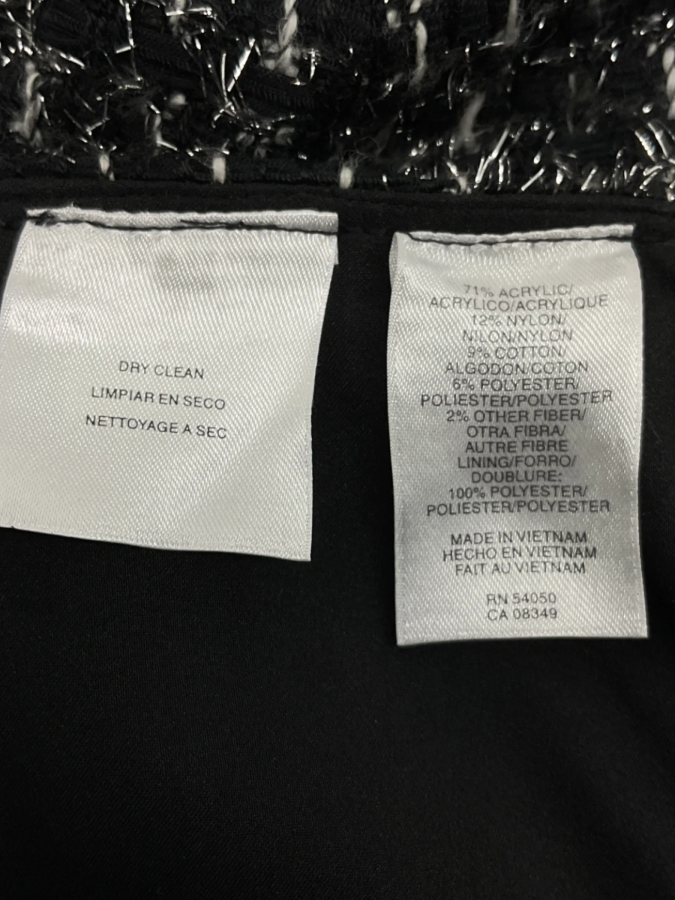 DRY CLEAN
LIMPIAR EN SECO
NETTOYAGE A SEC
71% ACRYLIC/
ACRYLICO/ACRYLIQUE
12% NYLON/
NILON/NYLON
9% COTTON/
ALGODON/COTON
6% POLYESTER/
POLIESTER/POLYESTER
2% OTHER FIBER/
OTRA FIBRA/
AUTRE FIBRE
LINING/FORRO/
DOUBLURE:
100% POLYESTER/
POLIESTER/POLYESTER
MADE IN VIETNAM
HECHO EN VIETNAM
FAIT AU VIETNAM
RN 54050
CA 08349